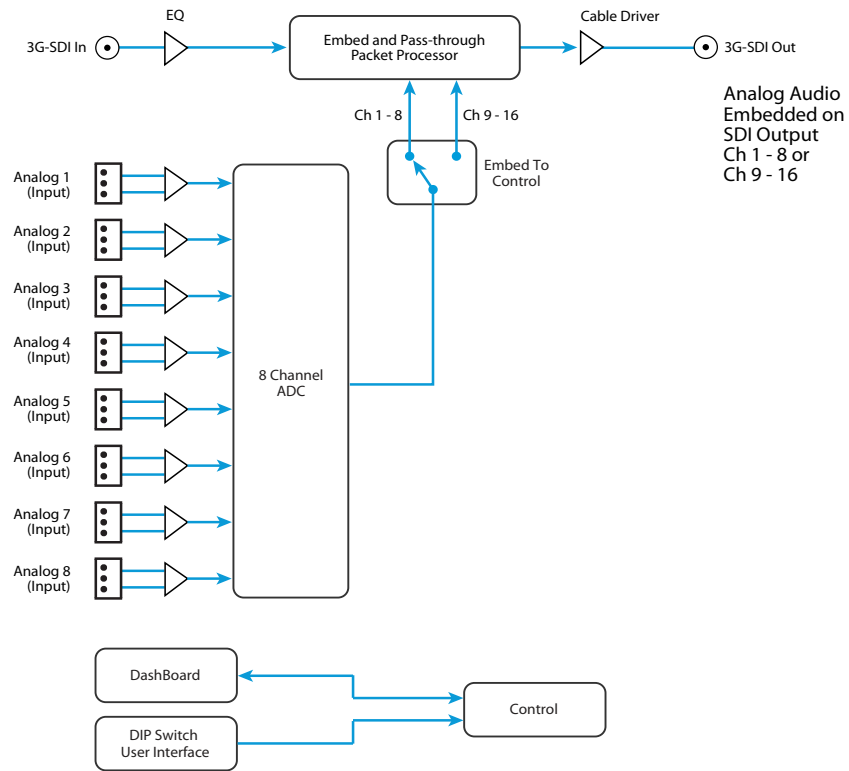 EQ
Cable Driver
3G-SDI In
Embed and Pass-through
Packet Processor
3G-SDI Out
Analog Audio
Embedded on
SDI Output
Ch 1 - 8 or
Ch 9 - 16
Ch 1 - 8
Ch 9 - 16
Embed To
Control
Analog 1
(Input)
Analog 2
(Input)
Analog 3
(Input)
Analog 4
(Input)
Analog 5
(Input)
Analog 6
(Input)
Analog 7
(Input)
Analog 8
(Input)
8 Channel
ADC
DashBoard
DIP Switch
User Interface
Control